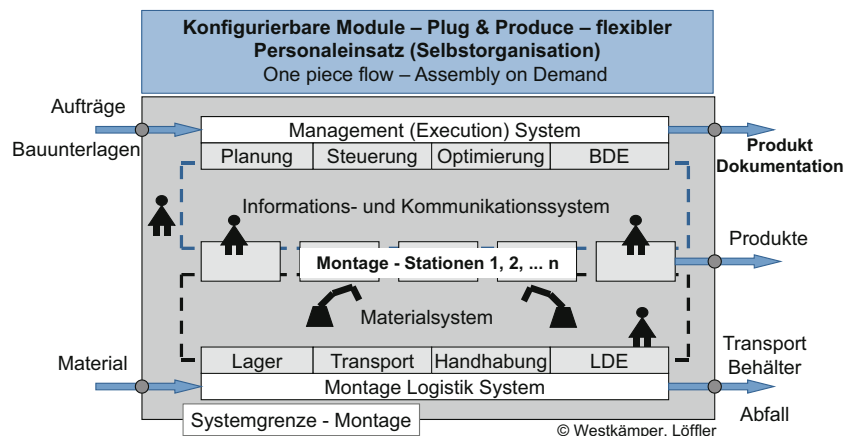 Konfigurierbare Module – Plug & Produce – flexibler
Personaleinsatz (Selbstorganisation)
One piece flow – Assembly on Demand
Aufträge
Bauunterlagen
Management (Execution) System
Planung Steuerung Optimierung BDE
Produkt
Dokumentation
Informations- und Kommunikationssystem
Produkte
Montage - Stationen 1, 2, ... n
Materialsystem
Material
Lager Transport Handhabung LDE
Montage Logistik System
Transport
Behälter
Abfall
Systemgrenze - Montage
© Westkämper, Löffler